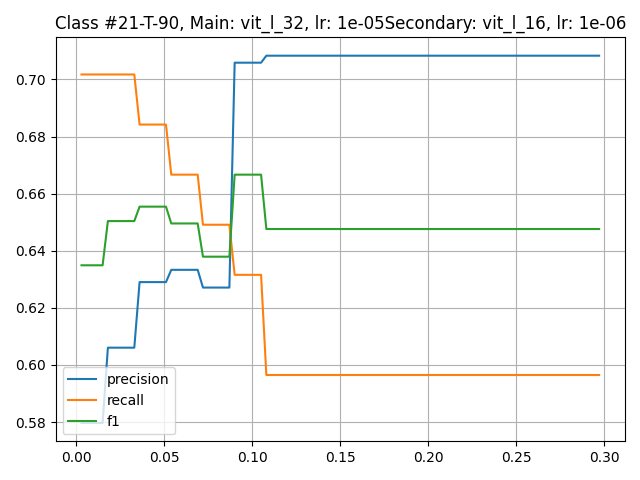 Class #21-T-90, Main: vit_l_32, lr: 1e-05Secondary: vit_l_16, lr: 1e-06
0.70
0.68
0.66
0.64
0.62
0.60
0.58
precision
recall
f1
0.00 0.05 0.10 0.15 0.20 0.25 0.30